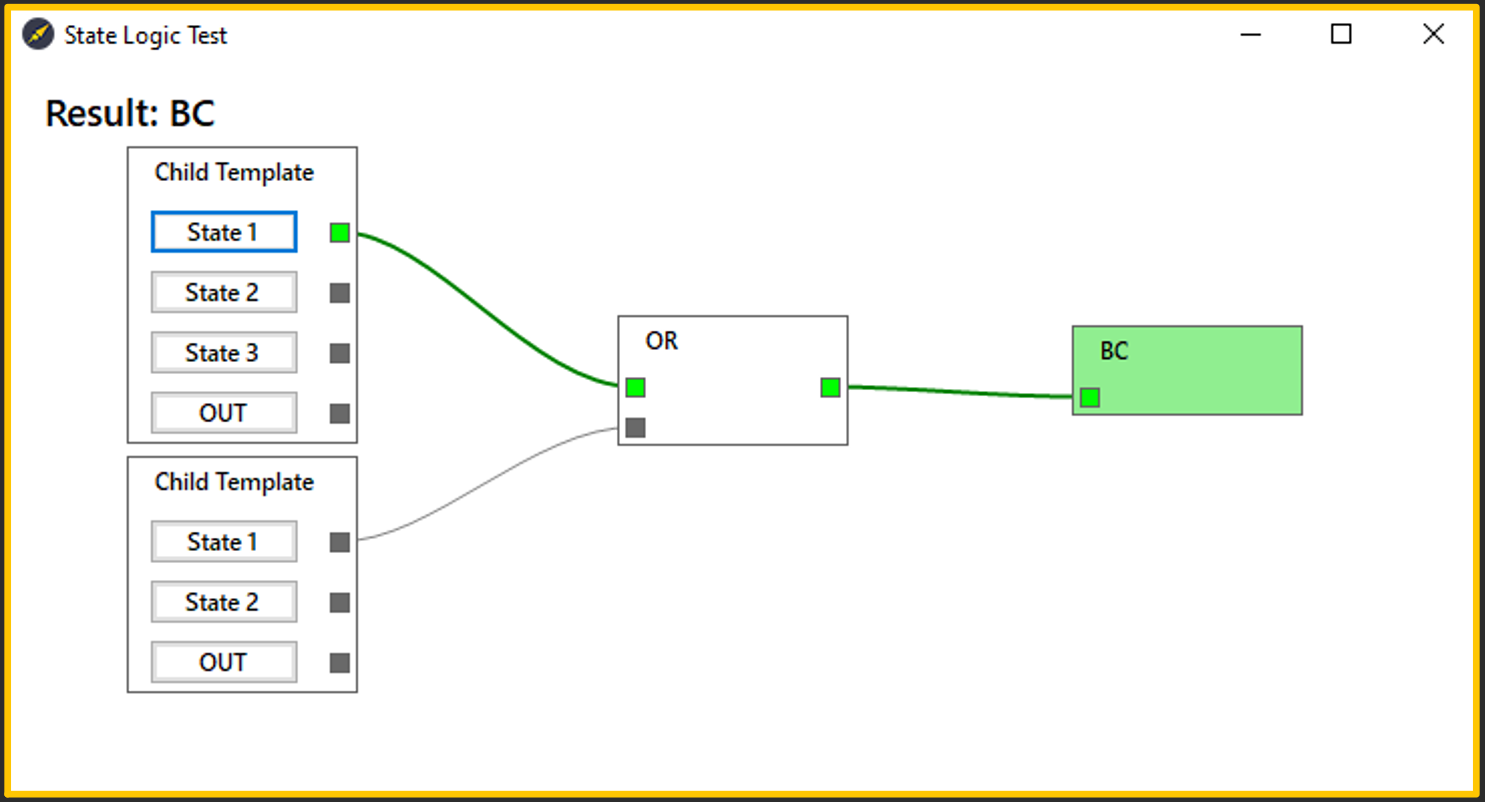 State Logic Test
Result: BC
Child Template
State 1
State 2
State 3
OUT
Child Template
State 1
State 2
OUT
OR
BC